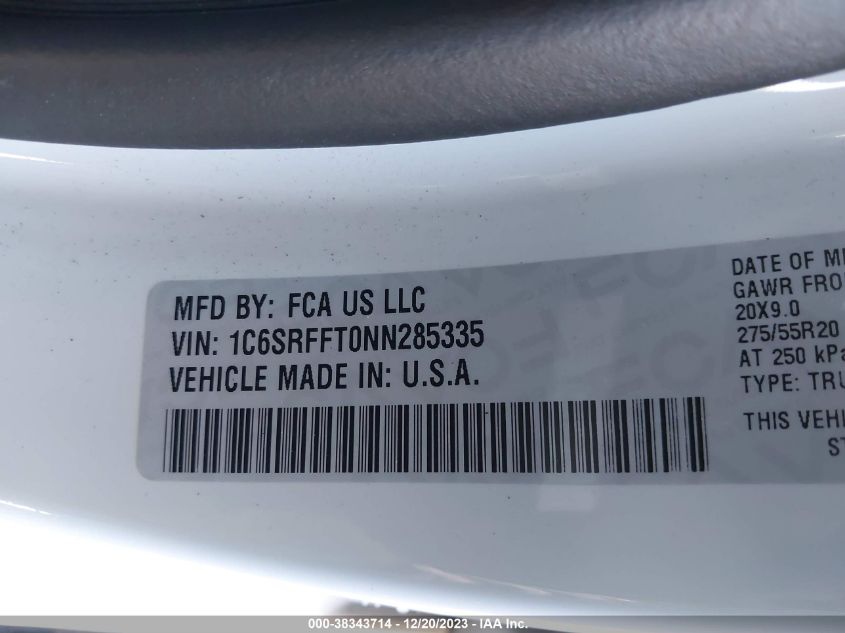 MFD BY: FCA US LLC
VIN: 1C6SRFFT0NN285335
VEHICLE MADE IN: U.S.A.
DATE OF
GAWR
20X9.0
275/55R20
AT 250 kPa
TYPE:
THIS
000-38343714 - 12/20/2023 - IAA Inc.